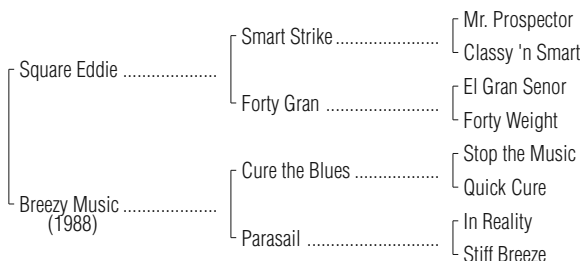 Mr. Prospector
Smart Strike ......................
Classy 'n Smart
Square Eddie ....................
El Gran Senor
Forty Gran .........................
Forty Weight
Stop the Music
Cure the Blues ..................
Quick Cure
Breezy Music ....................
(1988)
In Reality
Parasail ............................
Stiff Breeze